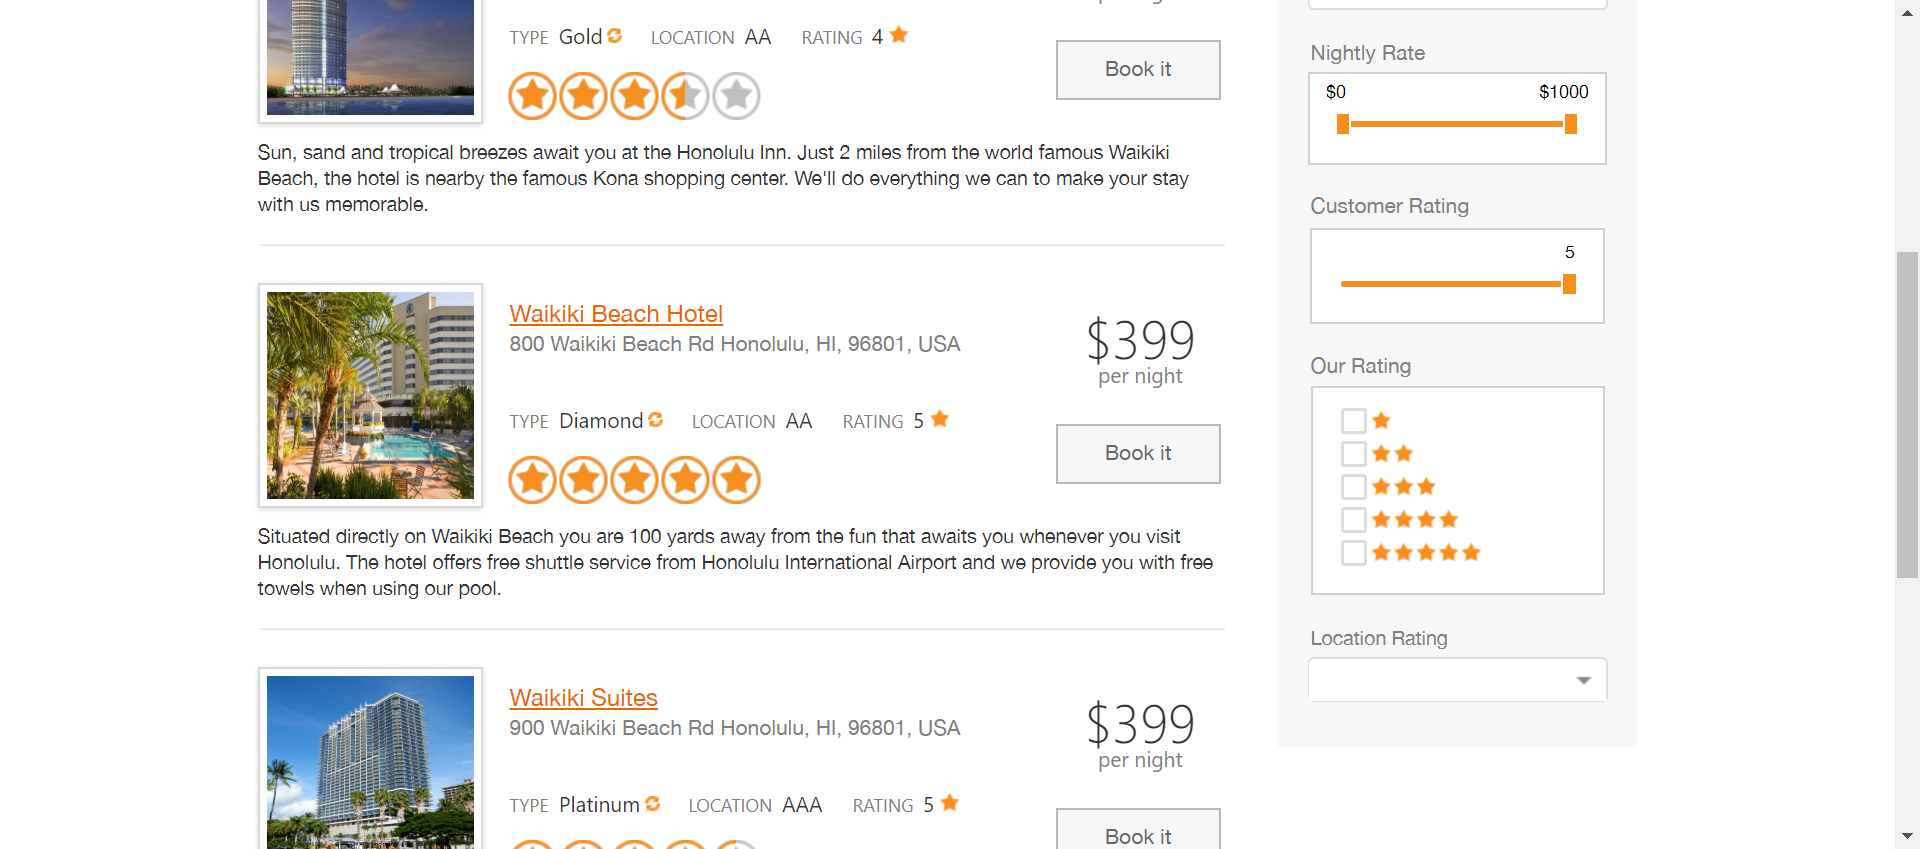 TYPE Gold LOCATION AA RATING 4
Book it
Sun, sand and tropical breezes await you at the Honolulu Inn. Just 2 miles from the world famous Waikiki
Beach, the hotel is nearby the famous Kona shopping center. We'll do everything we can to make your stay
with us memorable.
Waikiki Beach Hotel
800 Waikiki Beach Rd Honolulu, HI, 96801, USA
$399
per night
TYPE Diamond LOCATION AA RATING 5
Book it
Situated directly on Waikiki Beach you are 100 yards away from the fun that awaits you whenever you visit
Honolulu. The hotel offers free shuttle service from Honolulu International Airport and we provide you with free
towels when using our pool.
Waikiki Suites
900 Waikiki Beach Rd Honolulu, HI, 96801, USA
$399
per night
TYPE Platinum LOCATION AAA RATING 5
Book it
Nightly Rate
$0 $1000
Customer Rating
5
Our Rating
Location Rating